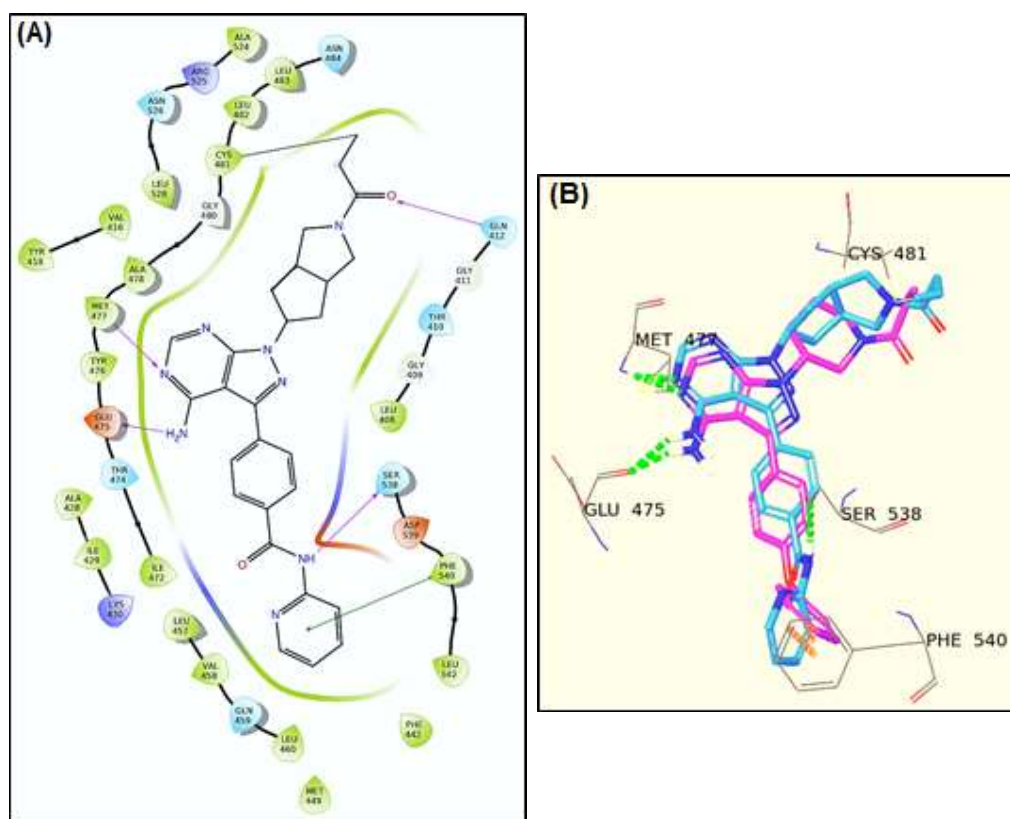 (A)
ALA
524
ASN
484
ARG
525
LEU
483
ASN
526
LEU
482
CYS
481
LEU
528
GLY
480
O
VAL
416
GLN
412
N
TYR
418
GLY
411
ALA
478
MET
477
THR
410
N
N
N
N
GLY
409
TYR
476
LEU
408
GLU
475
H₂N
THR
474
SER
538
ALA
428
ASP
539
ILE
429
O
NH
ILE
472
PHE
540
LYS
430
N
LEU
457
VAL
458
LEU
542
GLN
459
PHE
442
LEU
460
MET
449
(B)
CYS 481
MET 477
GLU 475
SER 538
PHE 540